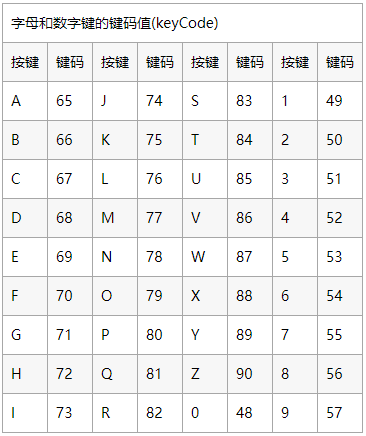 字母和数字键的键码值(keyCode)
按键 键码 按键 键码 按键 键码 按键 键码
A 65 J 74 S 83 1 49
B 66 K 75 T 84 2 50
C 67 L 76 U 85 3 51
D 68 M 77 V 86 4 52
E 69 N 78 W 87 5 53
F 70 O 79 X 88 6 54
G 71 P 80 Y 89 7 55
H 72 Q 81 Z 90 8 56
I 73 R 82 0 48 9 57